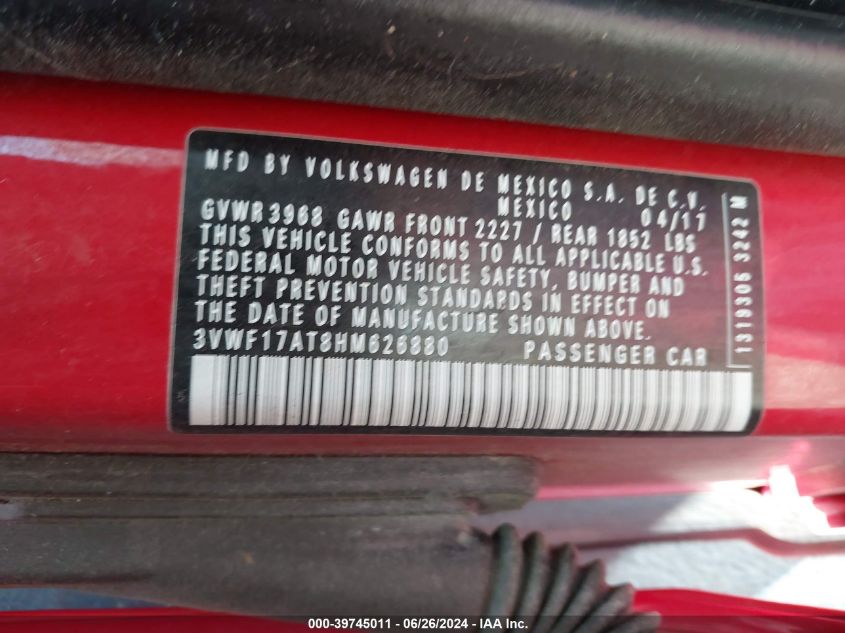 MFD BY VOLKSWAGEN DE MEXICO S.A. DE C.V.
MEXICO 04/17
GVWR3968 GAWR FRONT 2227 / REAR 1852 LBS
THIS VEHICLE CONFORMS TO ALL APPLICABLE U.S.
FEDERAL MOTOR VEHICLE SAFETY, BUMPER AND
THEFT PREVENTION STANDARDS IN EFFECT ON
THE DATE OF MANUFACTURE SHOWN ABOVE.
3VWF17AT8HM626880 PASSENGER CAR
1319305 3242 M
000-39745011 - 06/26/2024 - IAA Inc.